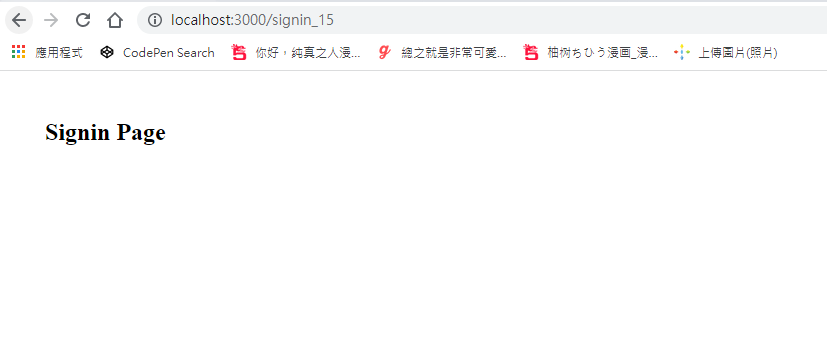 localhost:3000/signin_15
應用程式 CodePen Search 你好，純真之人漫... 總之就是非常可愛... 柚树ちひう漫画_漫... 上傳圖片(照片)
Signin Page